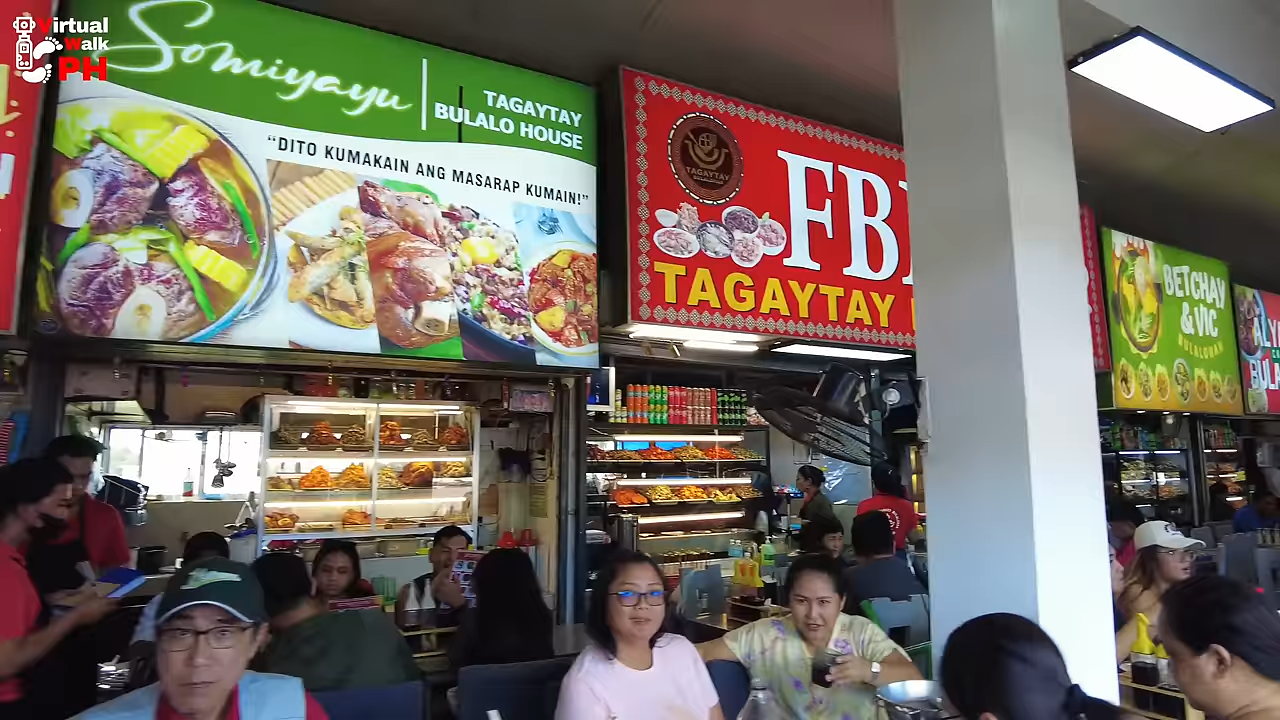 Virtual
Walk
PH
Somiyayu
TAGAYTAY
BULALO HOUSE
"DITO KUMAKAIN ANG MASARAP KUMAIN!"
TAGAYTAY
FB
TAGAYTAY
BETCHAY
& VIC
BULALOHAN